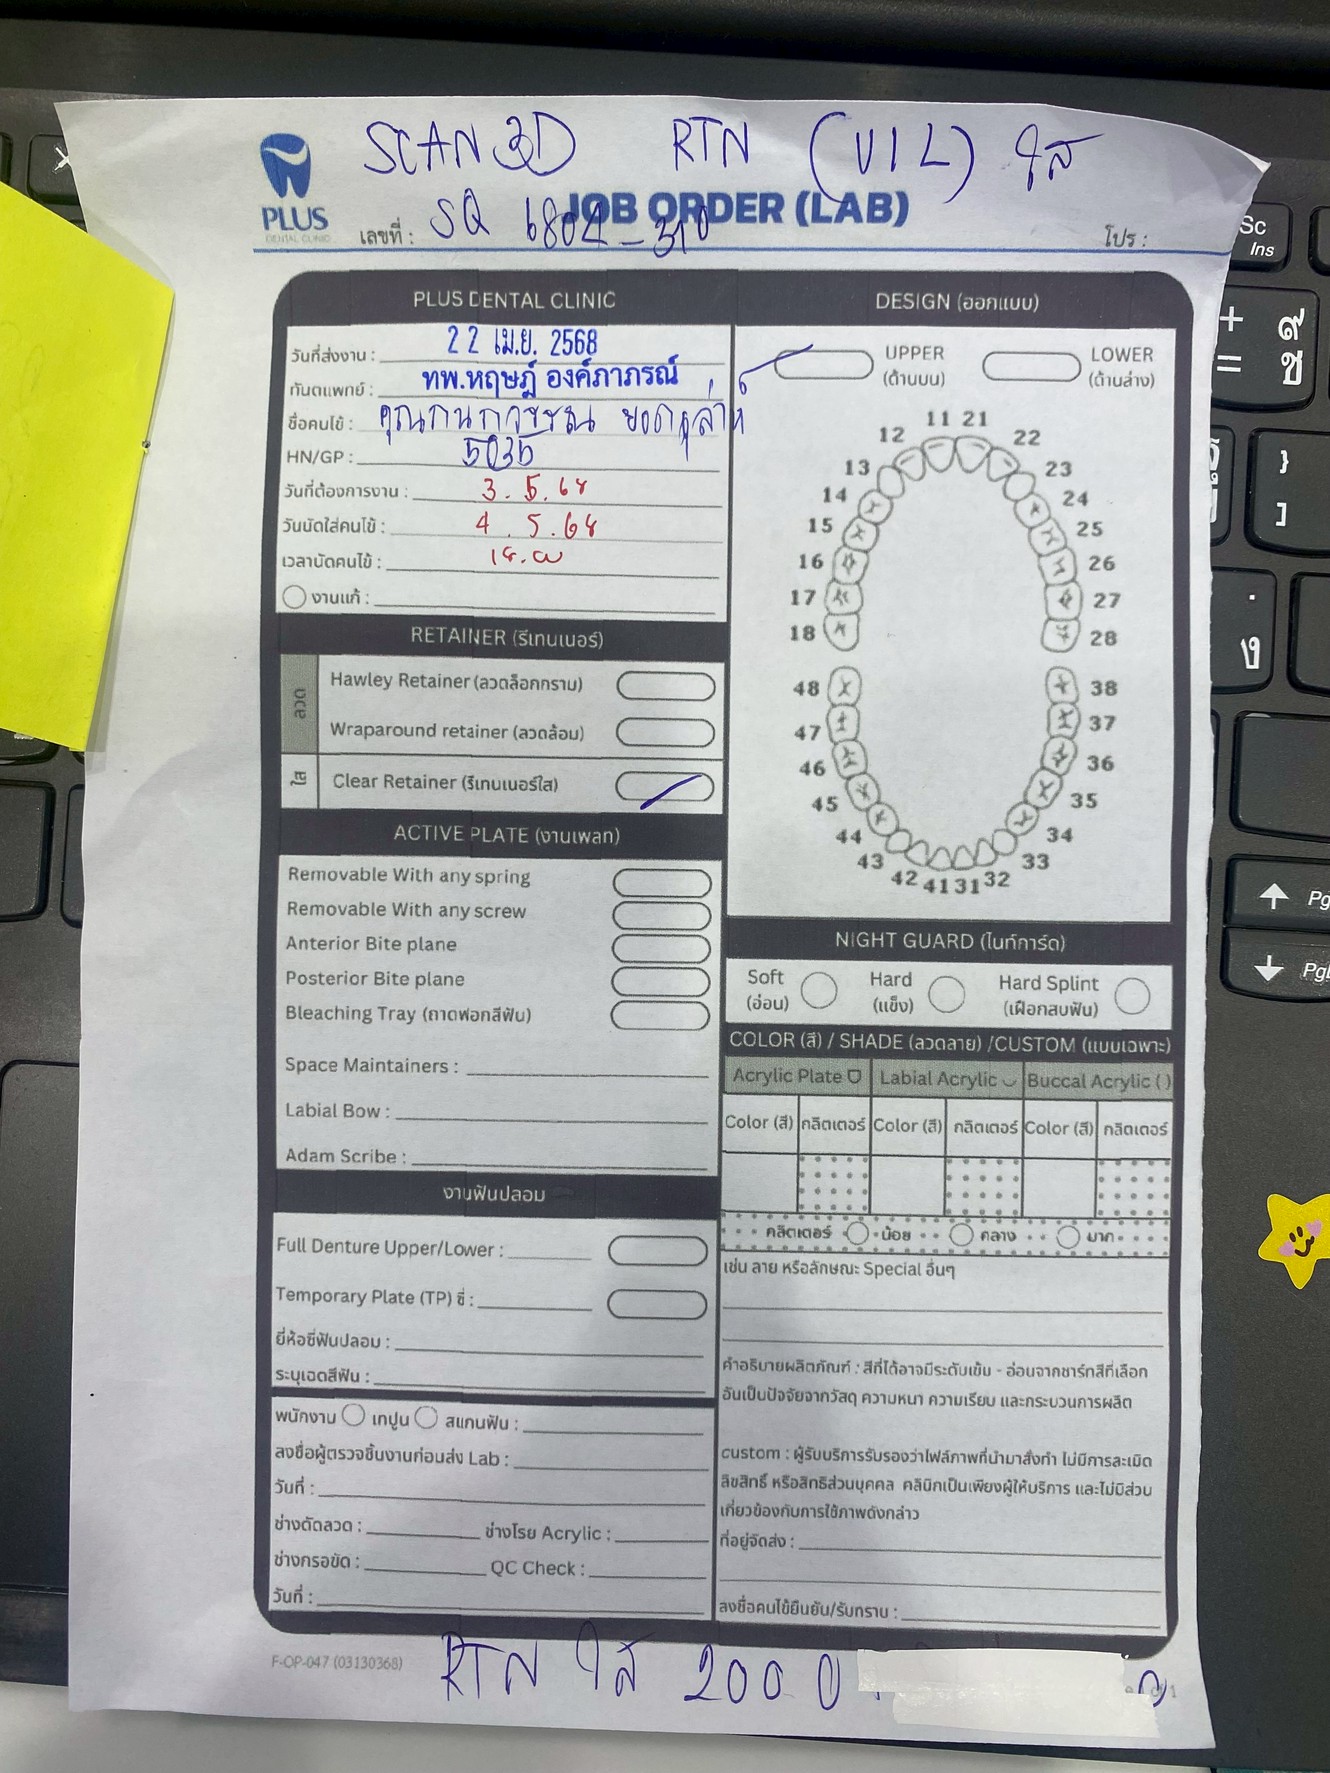 SCAN 3D RTN (U/L) ใส
PLUS
DENTAL CLINIC
JOB ORDER (LAB)
เลขที่ : SQ 6804-310
โปร :
PLUS DENTAL CLINIC
วันที่ส่งงาน : 22 เม.ย. 2568
ทันตแพทย์ : ทพ.หฤษฎ์ องค์ภาภรณ์
ชื่อคนไข้ :
HN/GP : 5035
วันที่ต้องการงาน : 3.5.68
วันนัดใส่คนไข้ : 4.5.68
เวลานัดคนไข้ : 18.00
งานแก้ :
RETAINER (รีเทนเนอร์)
ลวด
Hawley Retainer (ลวดล็อกกราม)
Wraparound retainer (ลวดล้อม)
ใส
Clear Retainer (รีเทนเนอร์ใส)
ACTIVE PLATE (งานเพลท)
Removable With any spring
Removable With any screw
Anterior Bite plane
Posterior Bite plane
Bleaching Tray (ถาดฟอกสีฟัน)
Space Maintainers :
Labial Bow :
Adam Scribe :
งานฟันปลอม
Full Denture Upper/Lower :
Temporary Plate (TP) ซี่ :
ยี่ห้อซี่ฟันปลอม :
ระบุเฉดสีฟัน :
พนักงาน เทปูน สแกนฟัน :
ลงชื่อผู้ตรวจชิ้นงานก่อนส่ง Lab :
วันที่ :
ช่างดัดลวด : ช่างโรย Acrylic :
ช่างกรอขัด : QC Check :
วันที่ :
DESIGN (ออกแบบ)
UPPER (ด้านบน)
LOWER (ด้านล่าง)
11 21
12 22
13 23
14 24
15 25
16 26
17 27
18 28
48 38
47 37
46 36
45 35
44 34
43 33
42 41 31 32
NIGHT GUARD (ไนท์การ์ด)
Soft (อ่อน)
Hard (แข็ง)
Hard Splint (เฝือกสบฟัน)
COLOR (สี) / SHADE (ลวดลาย) /CUSTOM (แบบเฉพาะ)
Acrylic Plate Labial Acrylic Buccal Acrylic ( )
Color (สี) กลิตเตอร์ Color (สี) กลิตเตอร์ Color (สี) กลิตเตอร์
กลิตเตอร์ น้อย กลาง มาก
เช่น ลาย หรือลักษณะ Special อื่นๆ
คำอธิบายผลิตภัณฑ์ : สีที่ได้อาจมีระดับเข้ม - อ่อนจากชาร์ทสีที่เลือก
อันเป็นปัจจัยจากวัสดุ ความหนา ความเรียบ และกระบวนการผลิต
custom : ผู้รับบริการรับรองว่าไฟล์ภาพที่นำมาสั่งทำ ไม่มีการละเมิด
ลิขสิทธิ์ หรือสิทธิส่วนบุคคล คลินิกเป็นเพียงผู้ให้บริการ และไม่มีส่วน
เกี่ยวข้องกับการใช้ภาพดังกล่าว
ที่อยู่จัดส่ง :
ลงชื่อคนไข้ยืนยัน/รับทราบ :
F-OP-047 (03130368)
RTN ใส 2000
Sc
Ins
+
=
๙
ช
}
]
ง
Pg
Pg